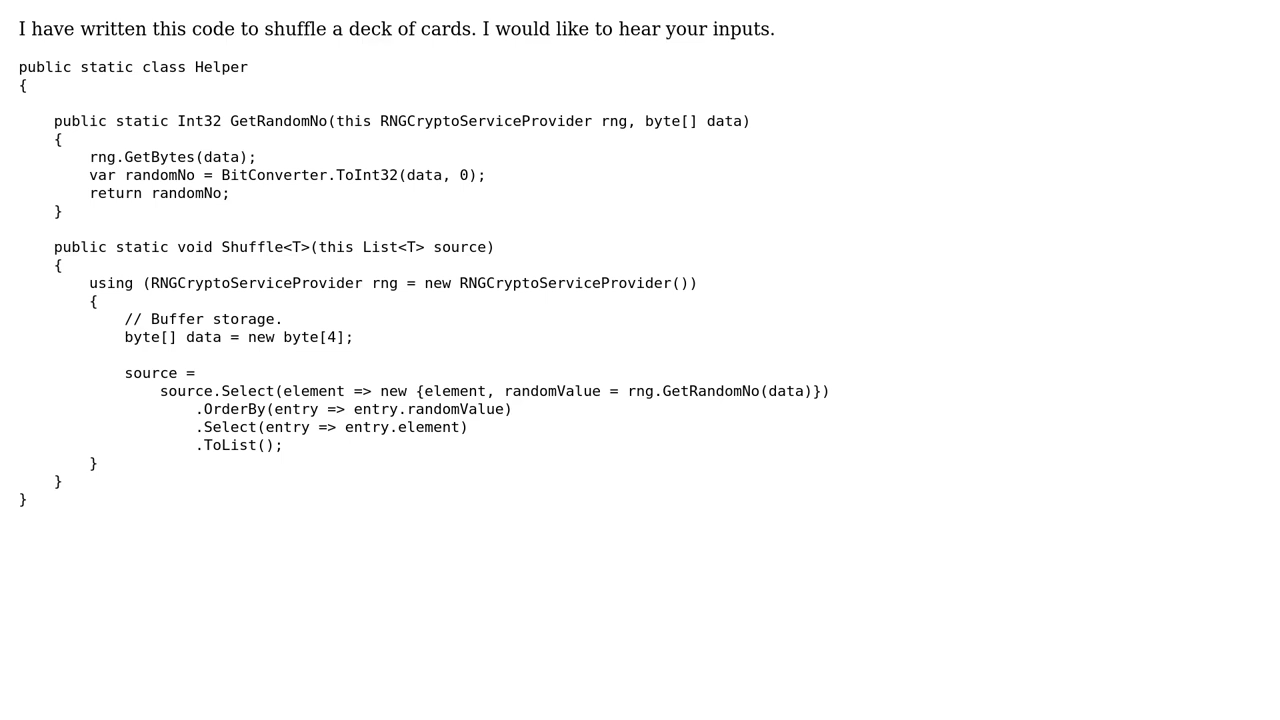 I have written this code to shuffle a deck of cards. I would like to hear your inputs.
public static class Helper
{
    public static Int32 GetRandomNo(this RNGCryptoServiceProvider rng, byte[] data)
    {
        rng.GetBytes(data);
        var randomNo = BitConverter.ToInt32(data, 0);
        return randomNo;
    }
    public static void Shuffle<T>(this List<T> source)
    {
        using (RNGCryptoServiceProvider rng = new RNGCryptoServiceProvider())
        {
            // Buffer storage.
            byte[] data = new byte[4];
            source =
                source.Select(element => new {element, randomValue = rng.GetRandomNo(data)})
                    .OrderBy(entry => entry.randomValue)
                    .Select(entry => entry.element)
                    .ToList();
        }
    }
}